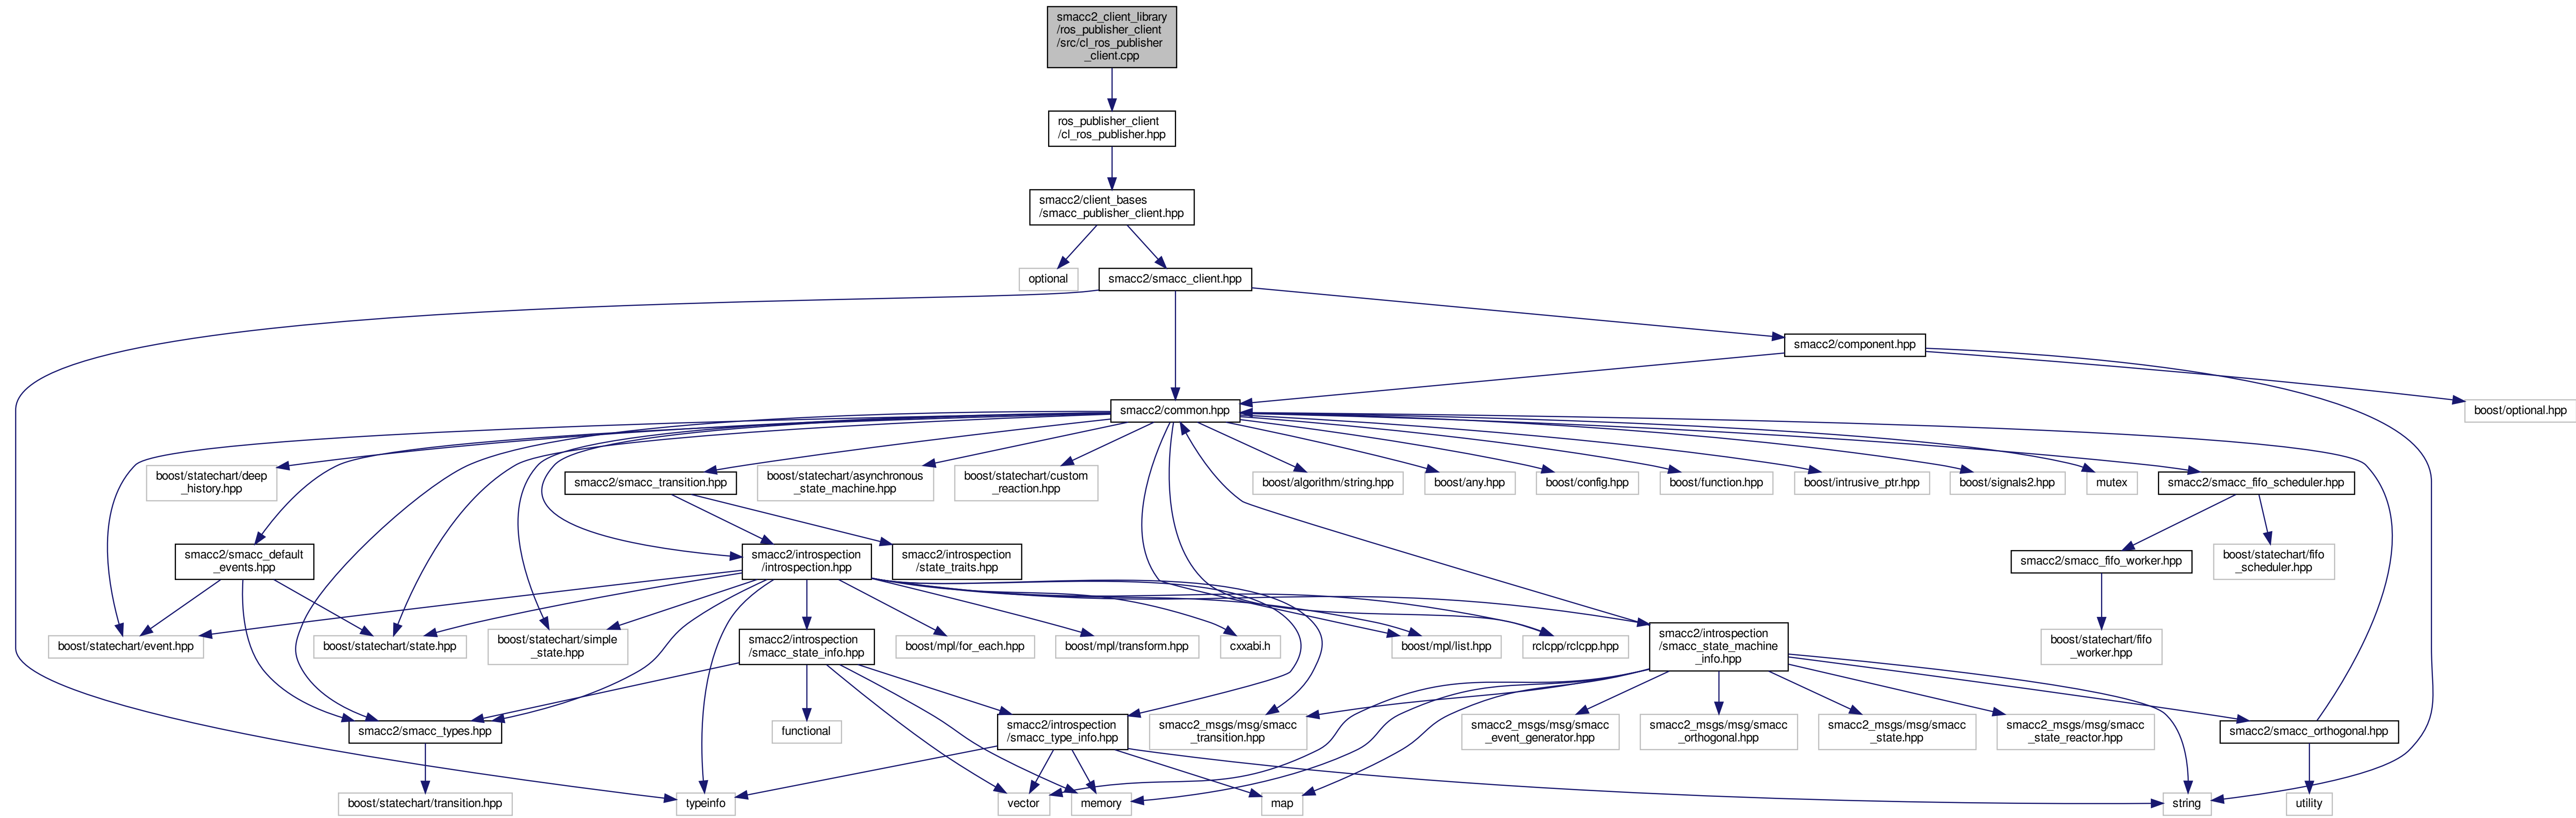 smacc2_client_library
/ros_publisher_client
/src/cl_ros_publisher
_client.cpp
ros_publisher_client
/cl_ros_publisher.hpp
smacc2/client_bases
/smacc_publisher_client.hpp
optional
smacc2/smacc_client.hpp
smacc2/component.hpp
smacc2/common.hpp
boost/optional.hpp
boost/statechart/deep
_history.hpp
smacc2/smacc_transition.hpp
boost/statechart/asynchronous
_state_machine.hpp
boost/statechart/custom
_reaction.hpp
boost/algorithm/string.hpp
boost/any.hpp
boost/config.hpp
boost/function.hpp
boost/intrusive_ptr.hpp
boost/signals2.hpp
mutex
smacc2/smacc_fifo_scheduler.hpp
smacc2/smacc_default
_events.hpp
smacc2/introspection
/introspection.hpp
smacc2/introspection
/state_traits.hpp
smacc2/smacc_fifo_worker.hpp
boost/statechart/fifo
_scheduler.hpp
boost/statechart/event.hpp
boost/statechart/state.hpp
boost/statechart/simple
_state.hpp
smacc2/introspection
/smacc_state_info.hpp
boost/mpl/for_each.hpp
boost/mpl/transform.hpp
cxxabi.h
boost/mpl/list.hpp
rclcpp/rclcpp.hpp
smacc2/introspection
/smacc_state_machine
_info.hpp
boost/statechart/fifo
_worker.hpp
smacc2/smacc_types.hpp
functional
smacc2/introspection
/smacc_type_info.hpp
smacc2_msgs/msg/smacc
_transition.hpp
smacc2_msgs/msg/smacc
_event_generator.hpp
smacc2_msgs/msg/smacc
_orthogonal.hpp
smacc2_msgs/msg/smacc
_state.hpp
smacc2_msgs/msg/smacc
_state_reactor.hpp
smacc2/smacc_orthogonal.hpp
boost/statechart/transition.hpp
typeinfo
vector
memory
map
string
utility